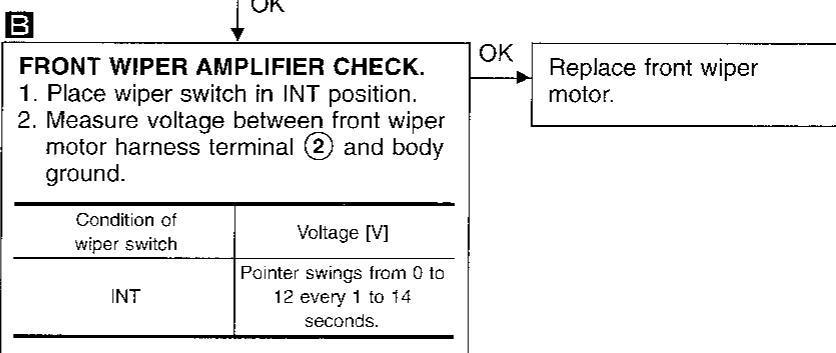 OK
B
FRONT WIPER AMPLIFIER CHECK.
1. Place wiper switch in INT position.
2. Measure voltage between front wiper
motor harness terminal ② and body
ground.
Condition of
wiper switch
Voltage [V]
INT
Pointer swings from 0 to
12 every 1 to 14
seconds.
OK
Replace front wiper
motor.